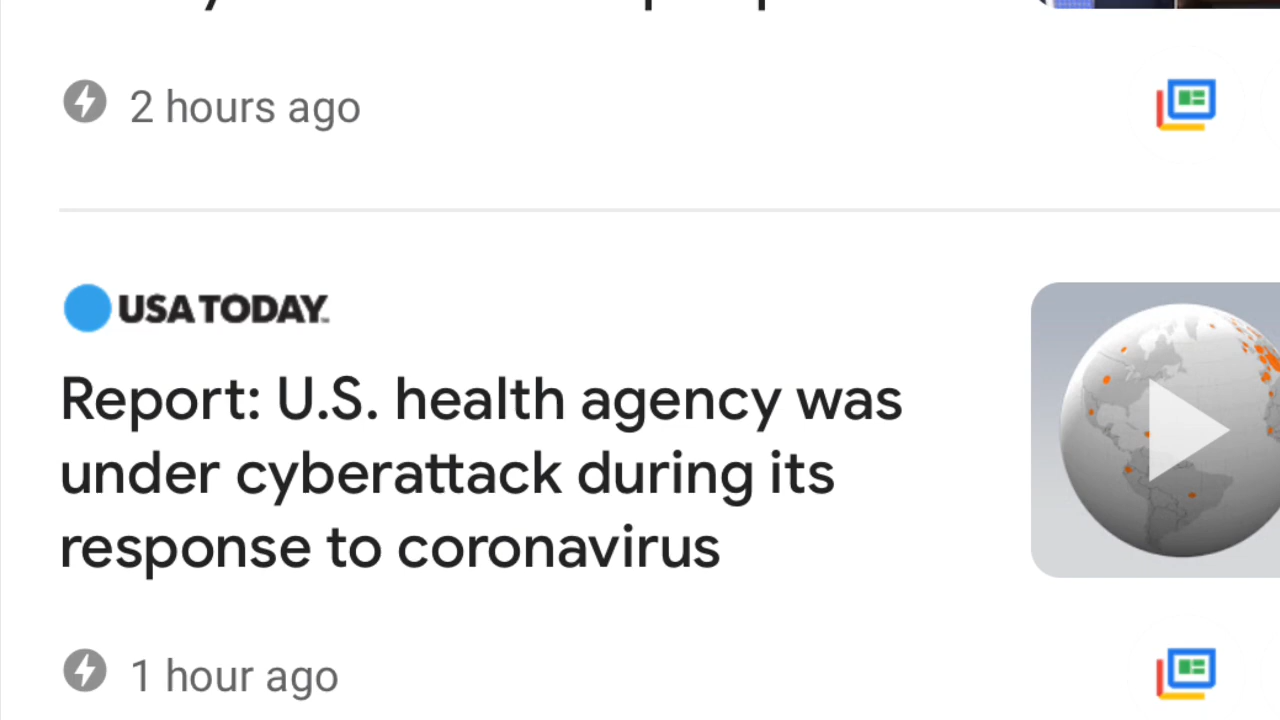 2 hours ago
USA TODAY
Report: U.S. health agency was
under cyberattack during its
response to coronavirus
1 hour ago